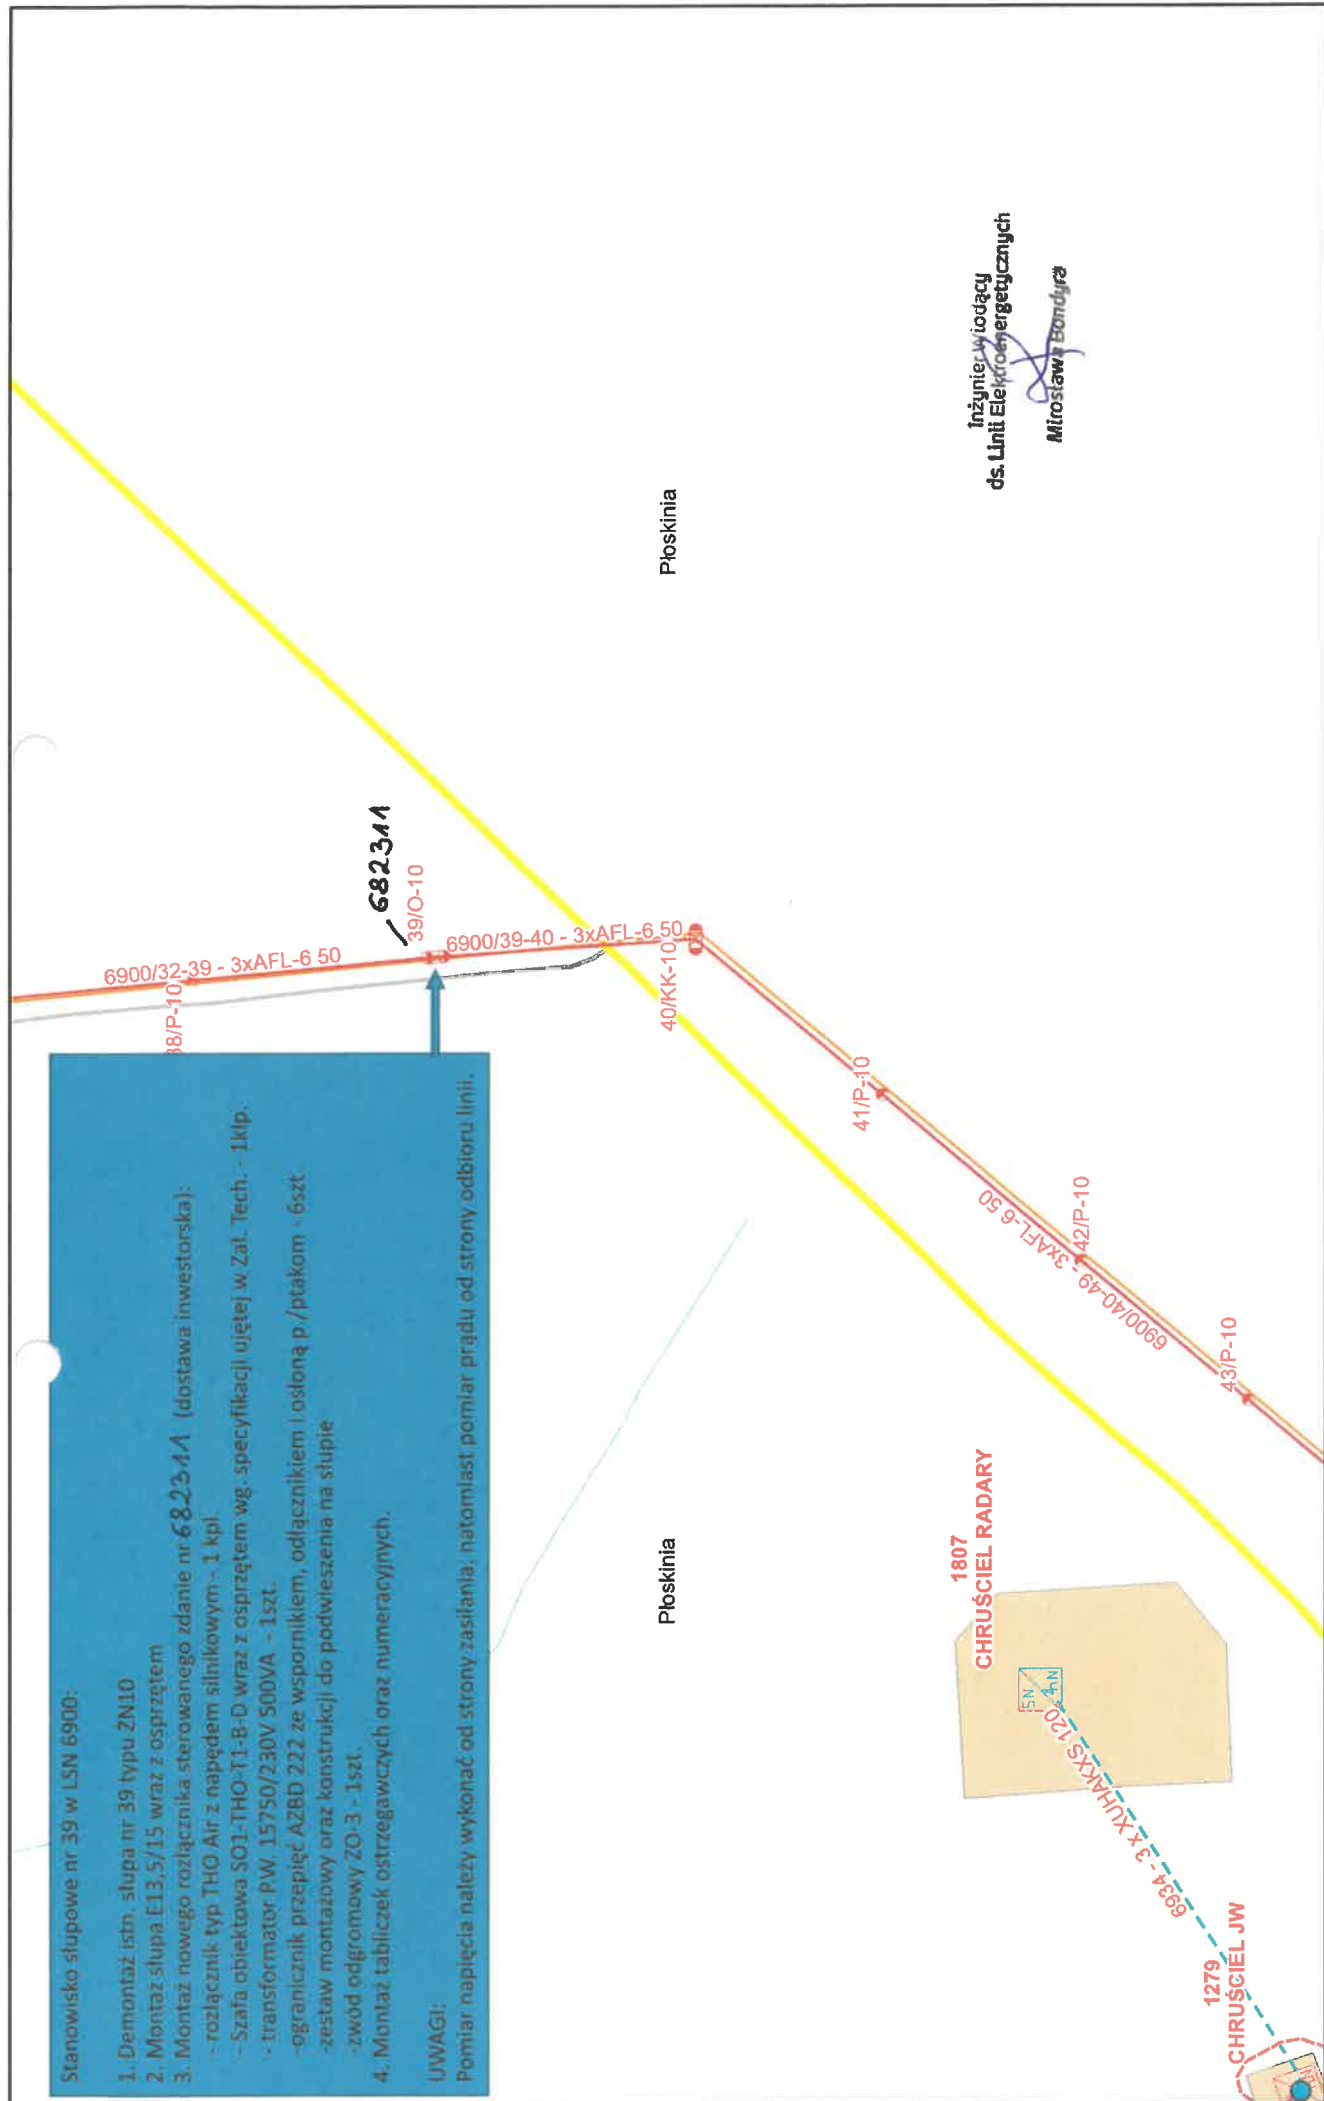 Stanowisko słupowe nr 39 w LSN 6900:
1. Demontaż istn. słupa nr 39 typu ŻN10
2. Montaż słupa E13,5/15 wraz z osprzętem
3. Montaż nowego rozłącznika sterowanego zdanie nr 682311 (dostawa inwestorska):
- rozłącznik typ THO Air z napędem silnikowym - 1 kpl.
- Szafa obiektowa SO1-THO-T1-B-D wraz z osprzętem wg. specyfikacji ujętej w Zał. Tech. - 1klp.
- transformator P.W. 15750/230V 500VA - 1szt.
-ogranicznik przepięć AZBD 222 ze wspornikiem, odłącznikiem i osłoną p./ptakom - 6szt.
-zestaw montażowy oraz konstrukcji do podwieszenia na słupie
-zwód odgromowy ZO-3 - 1szt.
4. Montaż tabliczek ostrzegawczych oraz numeracyjnych.
UWAGI:
Pomiar napięcia należy wykonać od strony zasilania, natomiast pomiar prądu od strony odbioru linii.
6900/32-39 - 3xAFL-6 50
38/P-10
682311
39/O-10
6900/39-40 - 3xAFL-6 50
40/KK-10
41/P-10
6900/40-49 - 3xAFL-6 50
42/P-10
43/P-10
Płoskinia
Płoskinia
1807
CHRUŚCIEL RADARY
SN
nN
6934 - 3 x XUHAKXS 120
1279
CHRUŚCIEL JW
Inżynier Wiodący
ds. Linii Elektroenergetycznych
Mirosława Bondyra